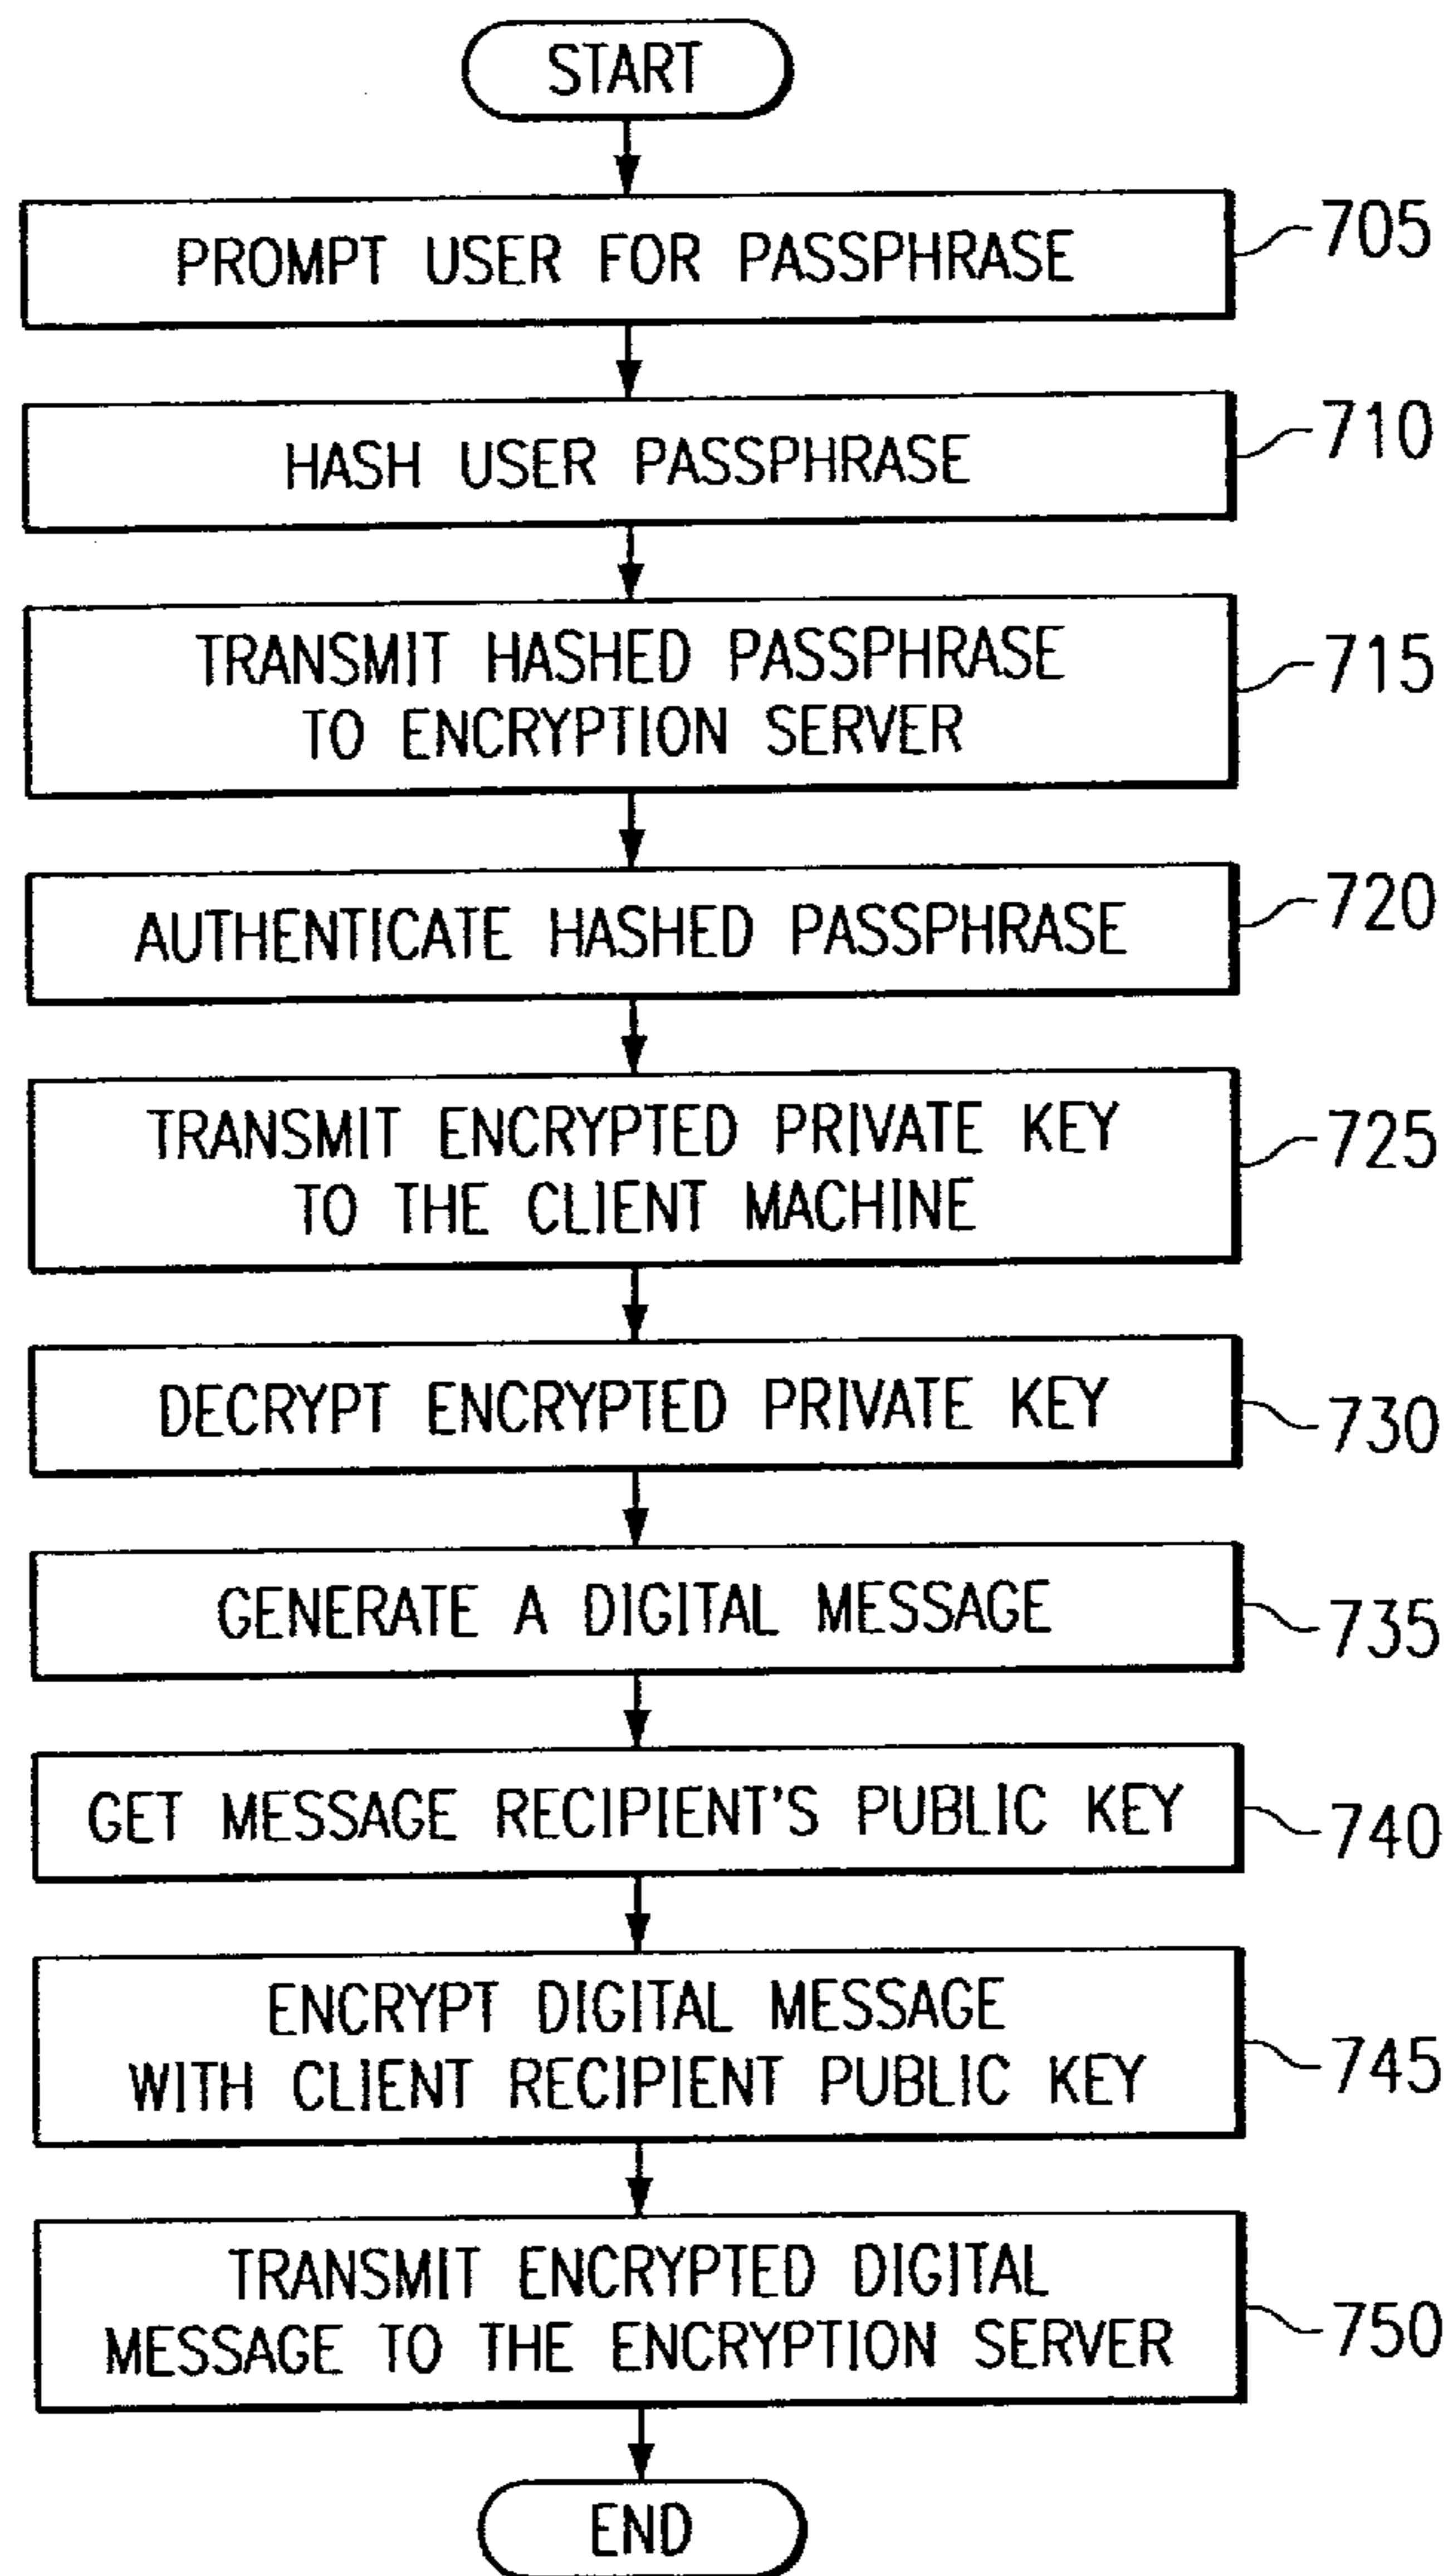 START
PROMPT USER FOR PASSPHRASE
705
HASH USER PASSPHRASE
710
TRANSMIT HASHED PASSPHRASE
TO ENCRYPTION SERVER
715
AUTHENTICATE HASHED PASSPHRASE
720
TRANSMIT ENCRYPTED PRIVATE KEY
TO THE CLIENT MACHINE
725
DECRYPT ENCRYPTED PRIVATE KEY
730
GENERATE A DIGITAL MESSAGE
735
GET MESSAGE RECIPIENT'S PUBLIC KEY
740
ENCRYPT DIGITAL MESSAGE
WITH CLIENT RECIPIENT PUBLIC KEY
745
TRANSMIT ENCRYPTED DIGITAL
MESSAGE TO THE ENCRYPTION SERVER
750
END